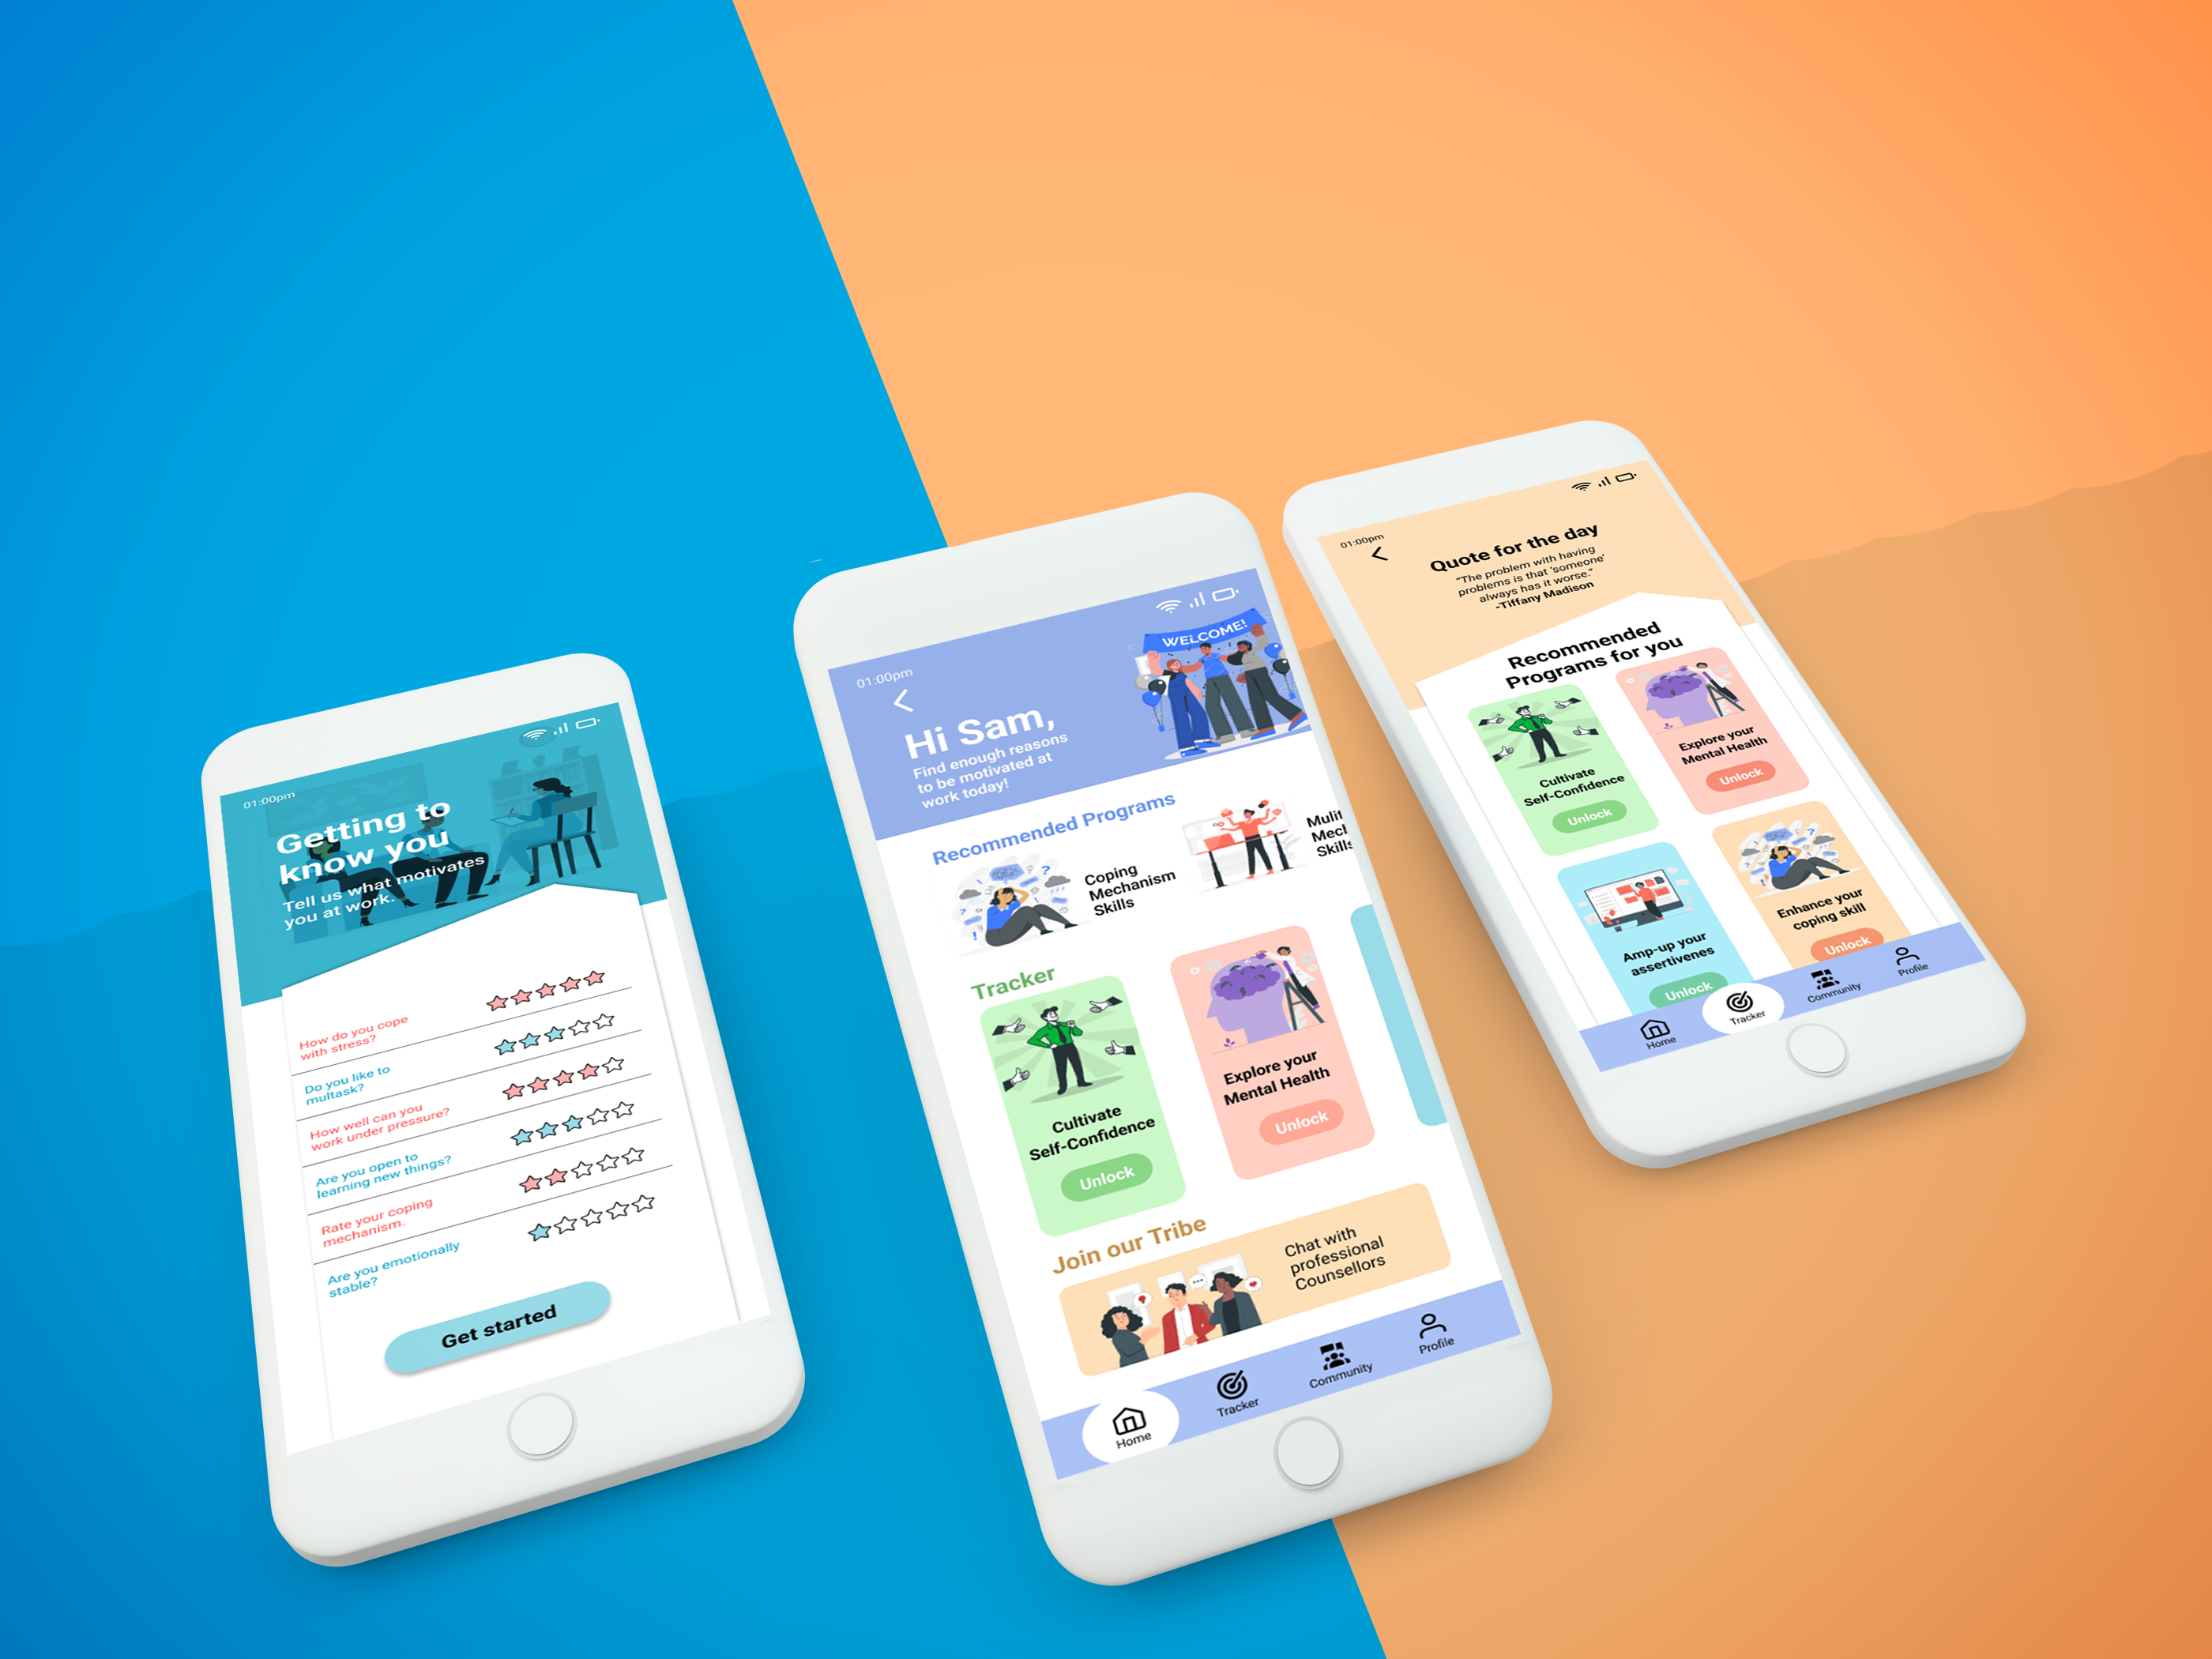 01:00pm
Getting to
know you
Tell us what motivates
you at work.
How do you cope
with stress?
Do you like to
multask?
How well can you
work under pressure?
Are you open to
learning new things?
Rate your coping
mechanism.
Are you emotionally
stable?
Get started
01:00pm
WELCOME!
Hi Sam,
Find enough reasons
to be motivated at
work today!
Recommended Programs
Coping
Mechanism
Skills
Skills
Tracker
Cultivate
Self-Confidence
Unlock
Explore your
Mental Health
Unlock
Join our Tribe
Chat with
professional
Counsellors
Home
Tracker
Community
Profile
01:00pm
Quote for the day
“The problem with having
problems is that ‘someone’
always has it worse.”
-Tiffany Madison
Recommended
Programs for you
Cultivate
Self-Confidence
Unlock
Explore your
Mental Health
Unlock
Amp-up your
assertivenes
Unlock
Enhance your
coping skill
Unlock
Home
Tracker
Community
Profile